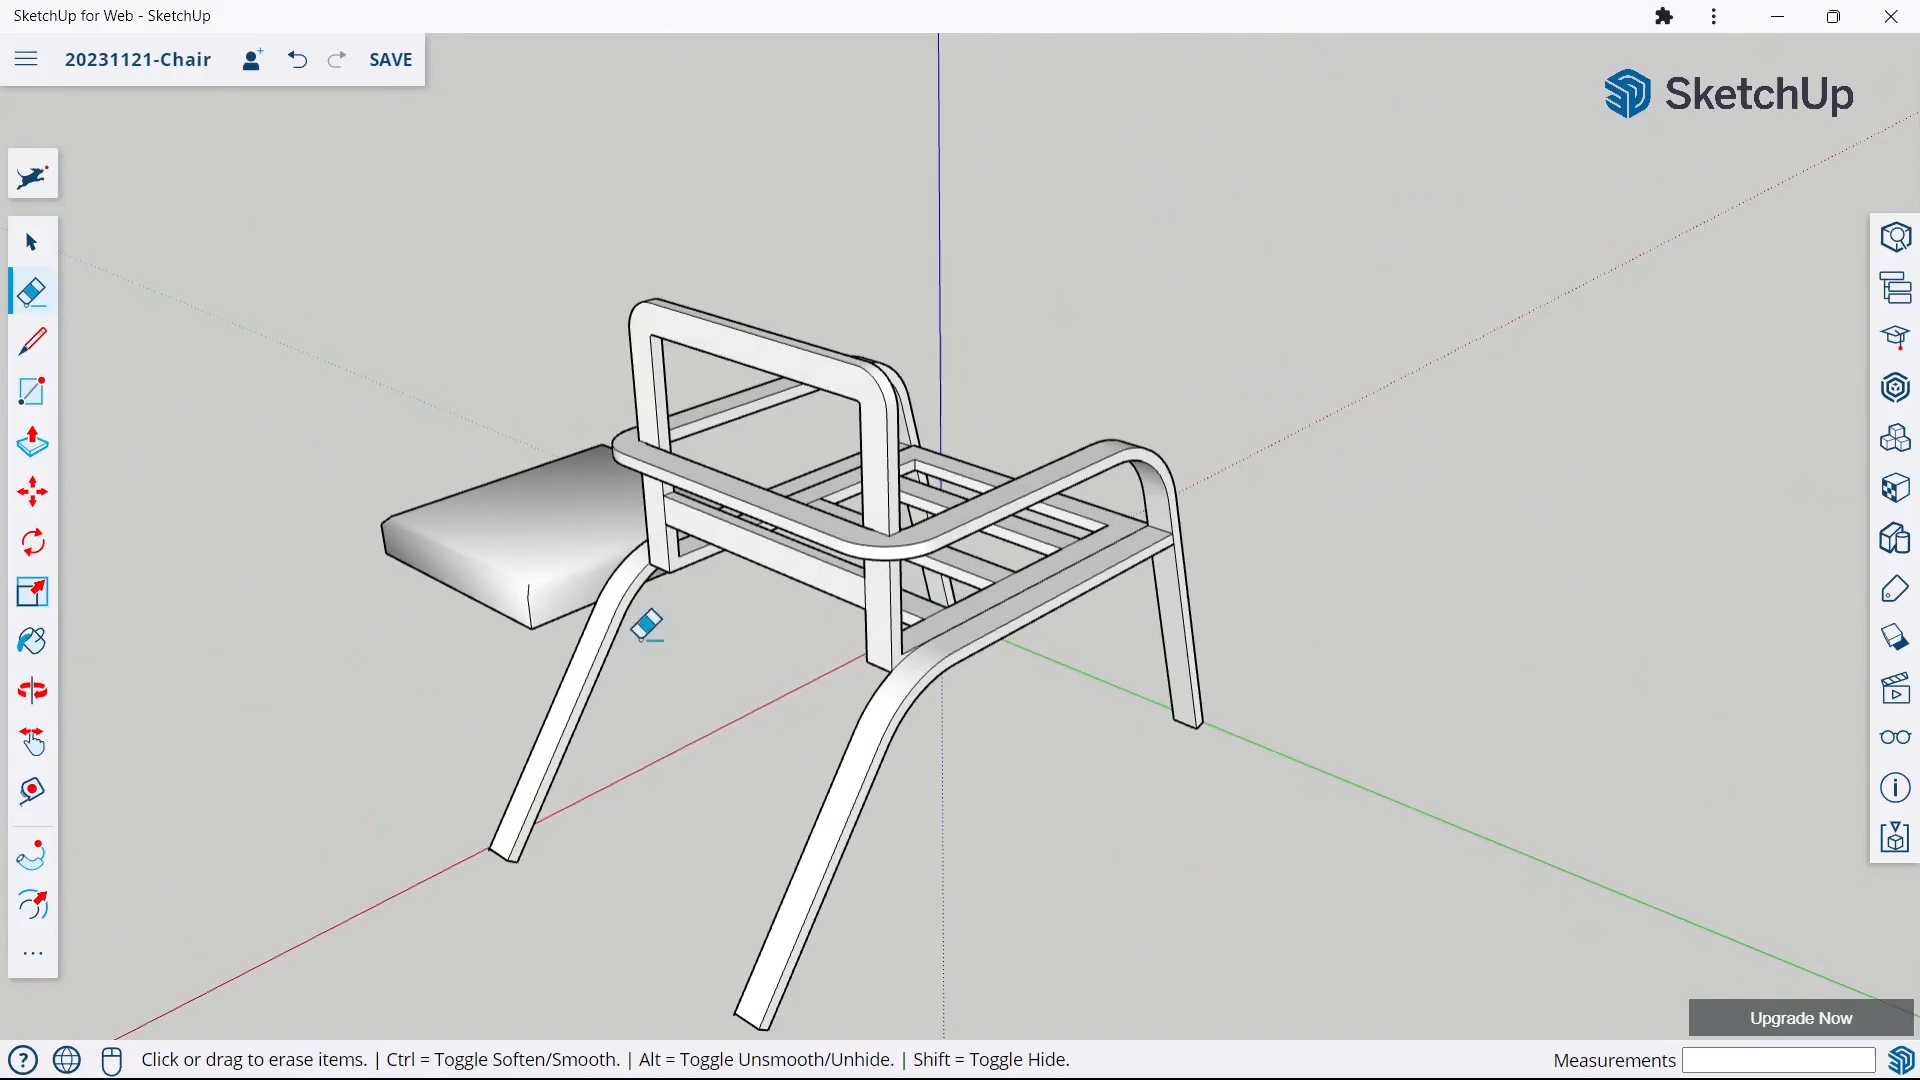 SketchUp for Web - SketchUp
20231121-Chair
SAVE
SketchUp
Upgrade Now
Click or drag to erase items. | Ctrl = Toggle Soften/Smooth. | Alt = Toggle Unsmooth/Unhide. | Shift = Toggle Hide.
Measurements